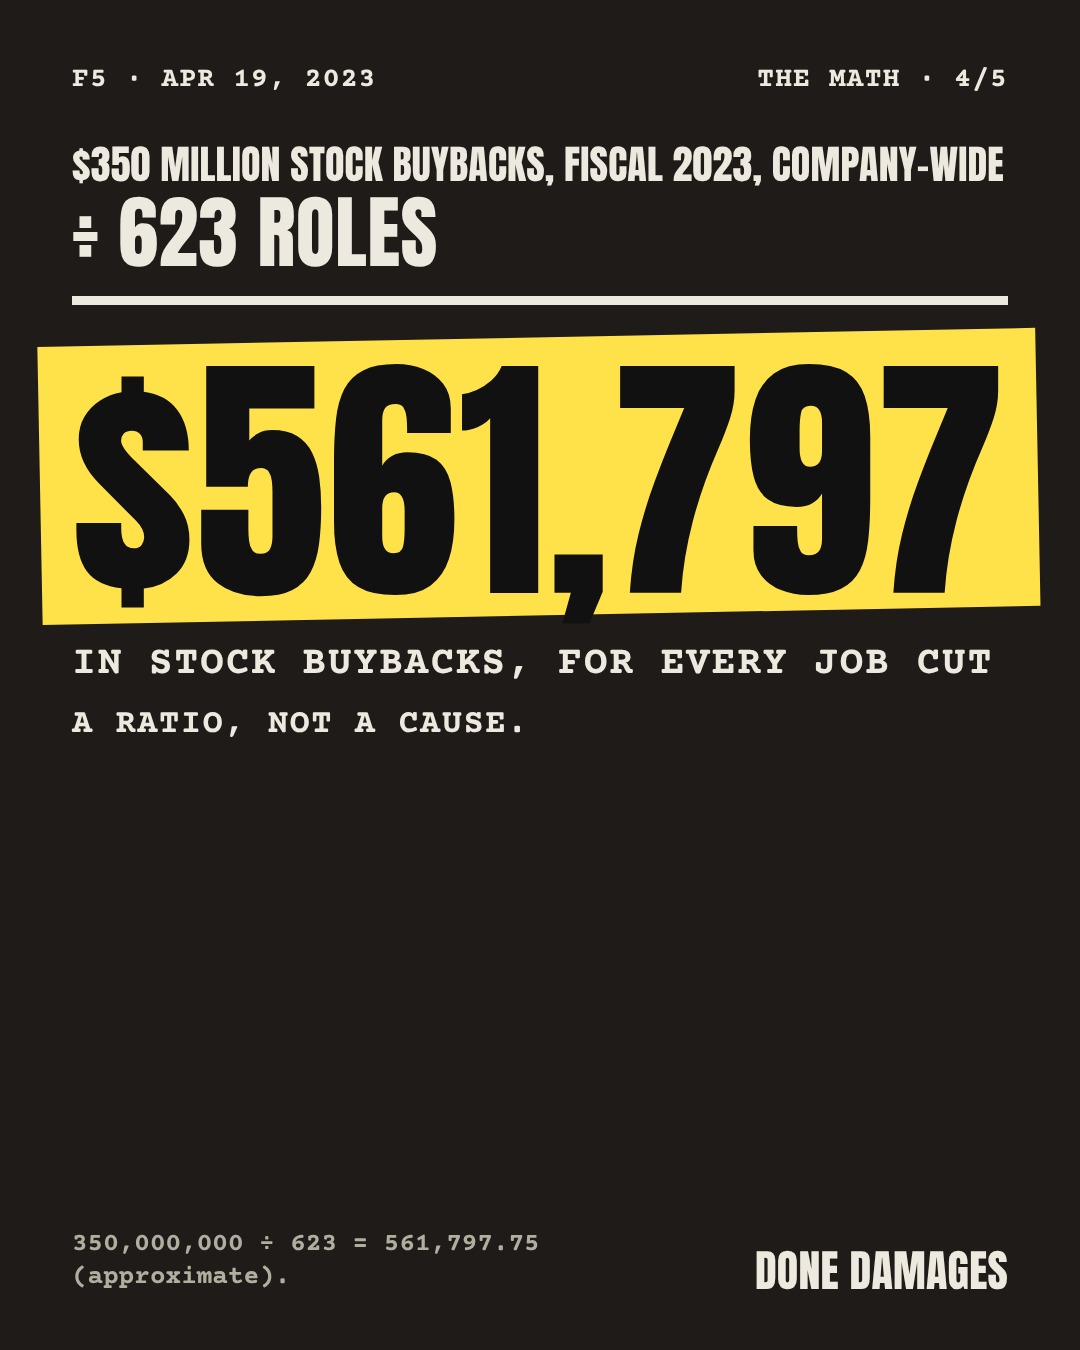 F5 · APR 19, 2023
THE MATH · 4/5
$350 MILLION STOCK BUYBACKS, FISCAL 2023, COMPANY-WIDE
÷ 623 ROLES
$561,797
IN STOCK BUYBACKS, FOR EVERY JOB CUT
A RATIO, NOT A CAUSE.
350,000,000 ÷ 623 = 561,797.75
(approximate).
DONE DAMAGES